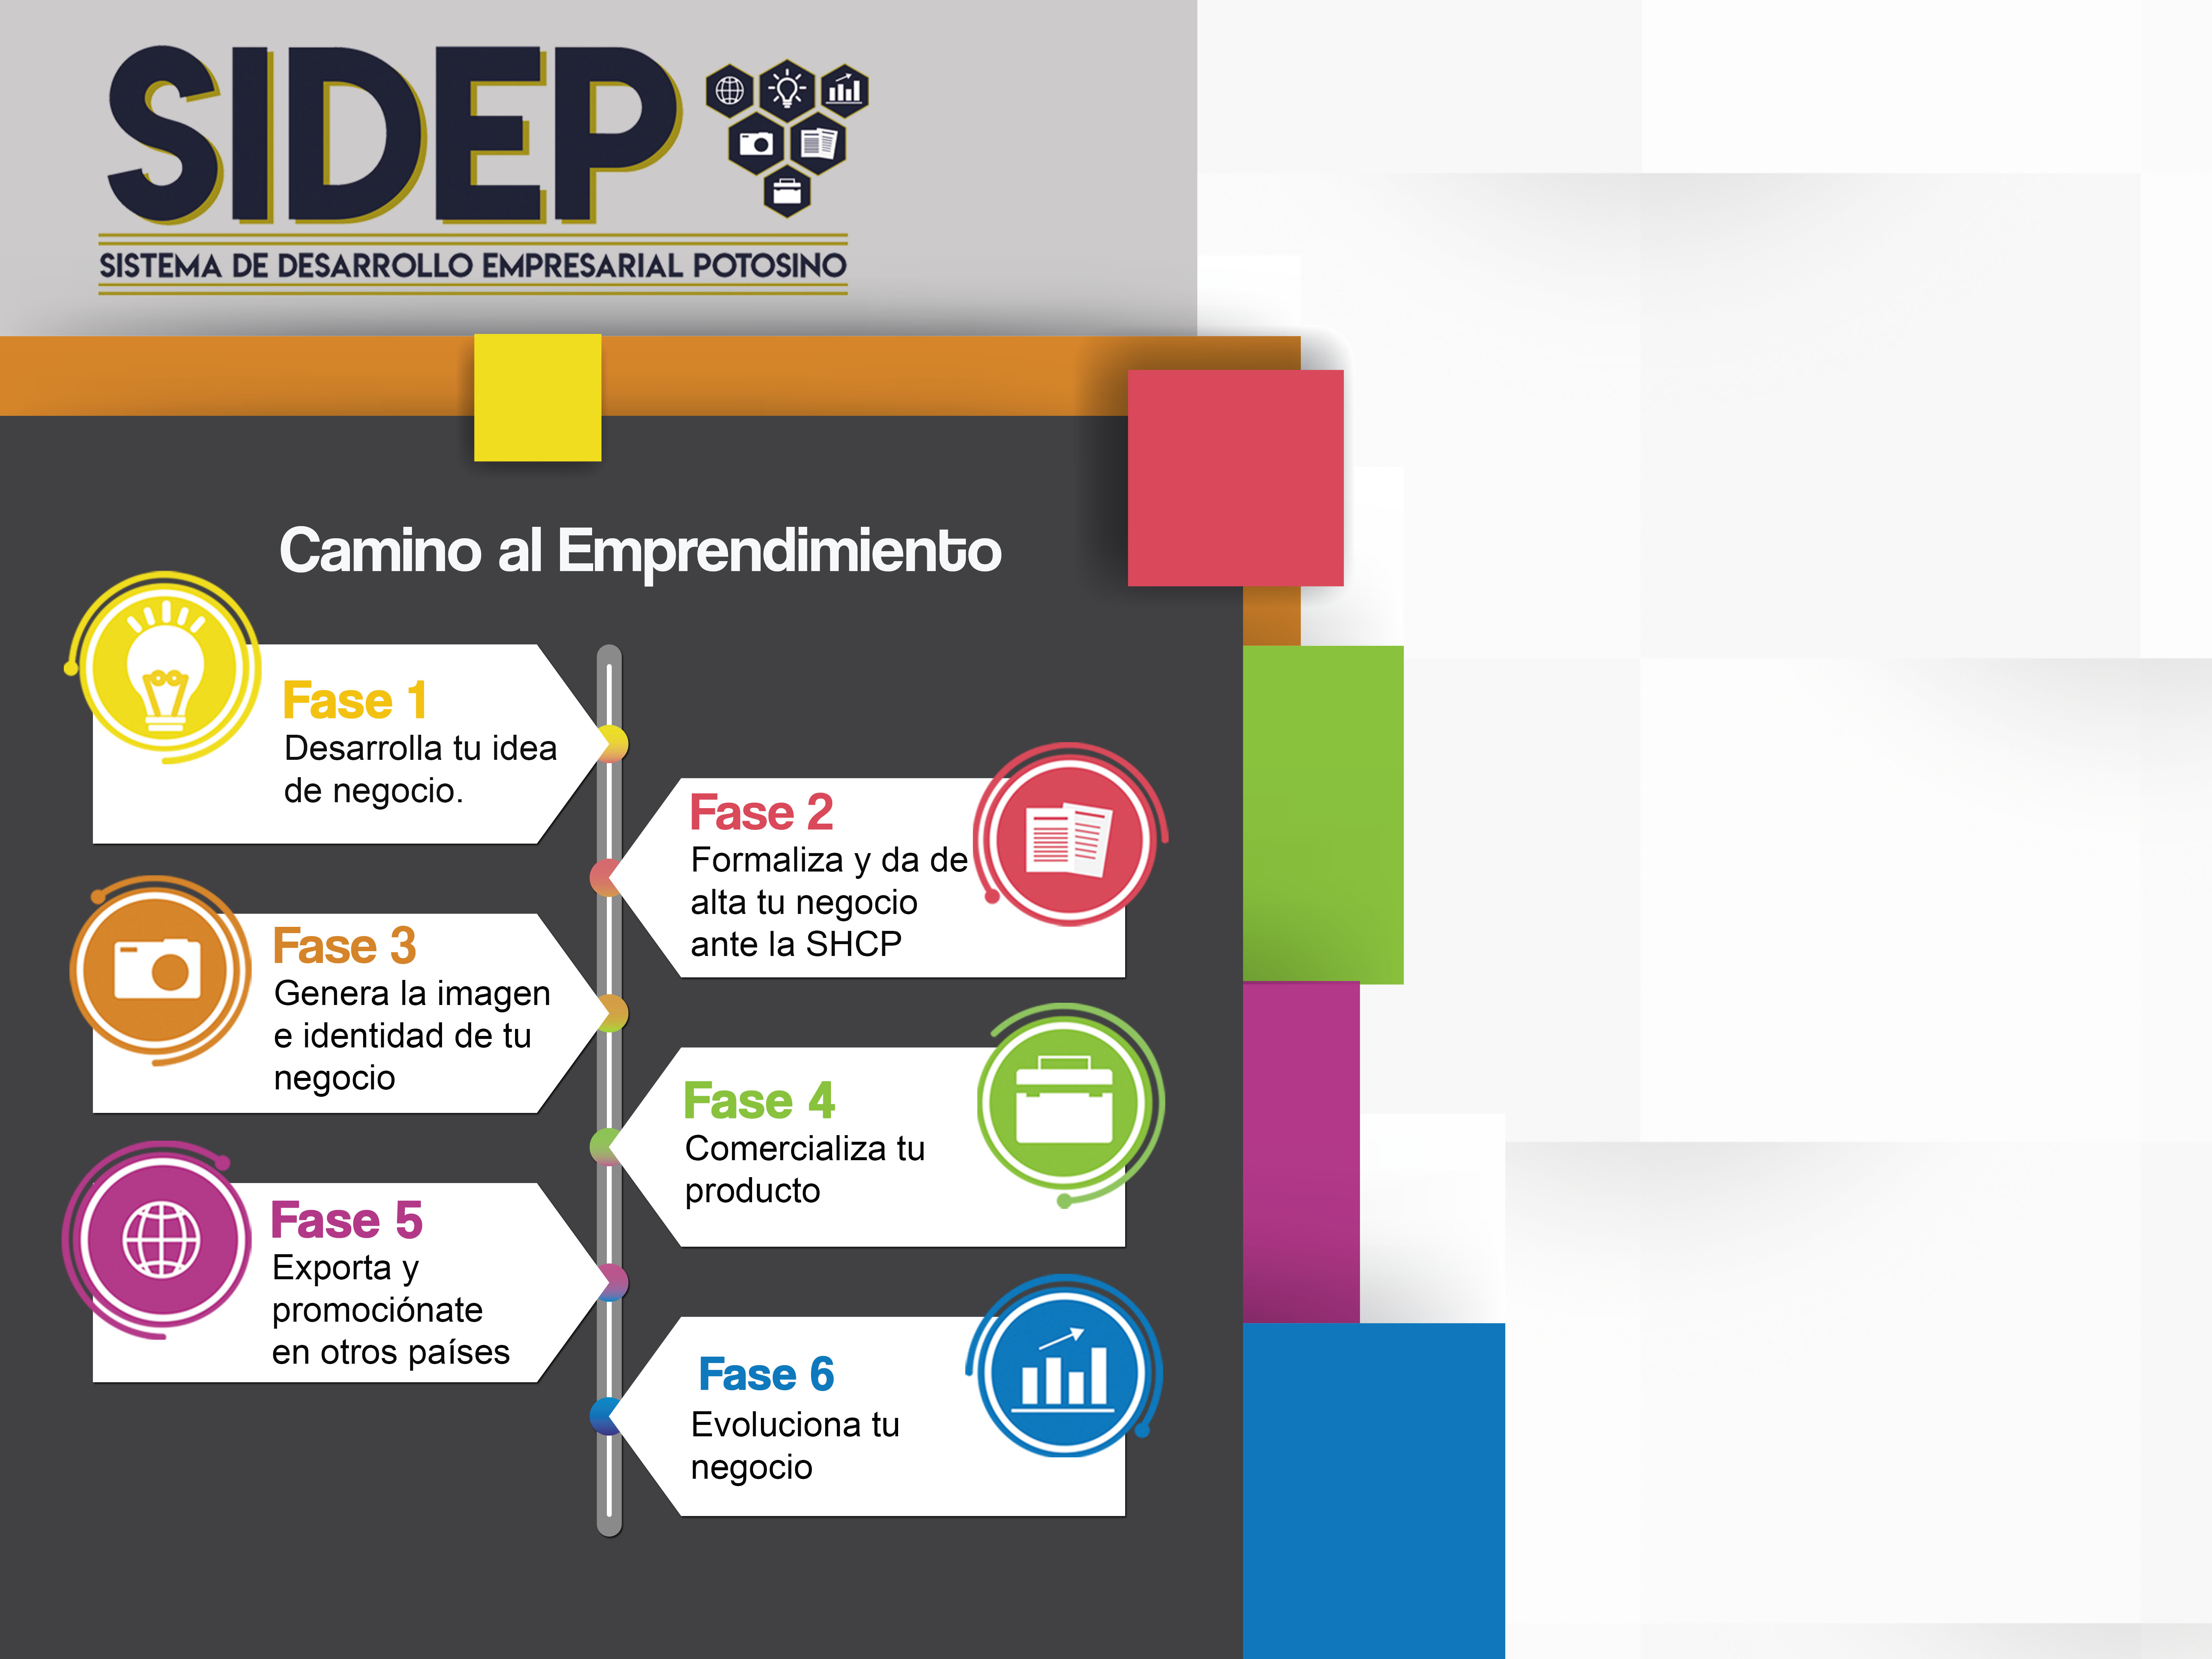 SIDEP
SISTEMA DE DESARROLLO EMPRESARIAL POTOSINO
Camino al Emprendimiento
Fase 1
Desarrolla tu idea
de negocio.
Fase 2
Formaliza y da de
alta tu negocio
ante la SHCP
Fase 3
Genera la imagen
e identidad de tu
negocio
Fase 4
Comercializa tu
producto
Fase 5
Exporta y
promociónate
en otros países
Fase 6
Evoluciona tu
negocio